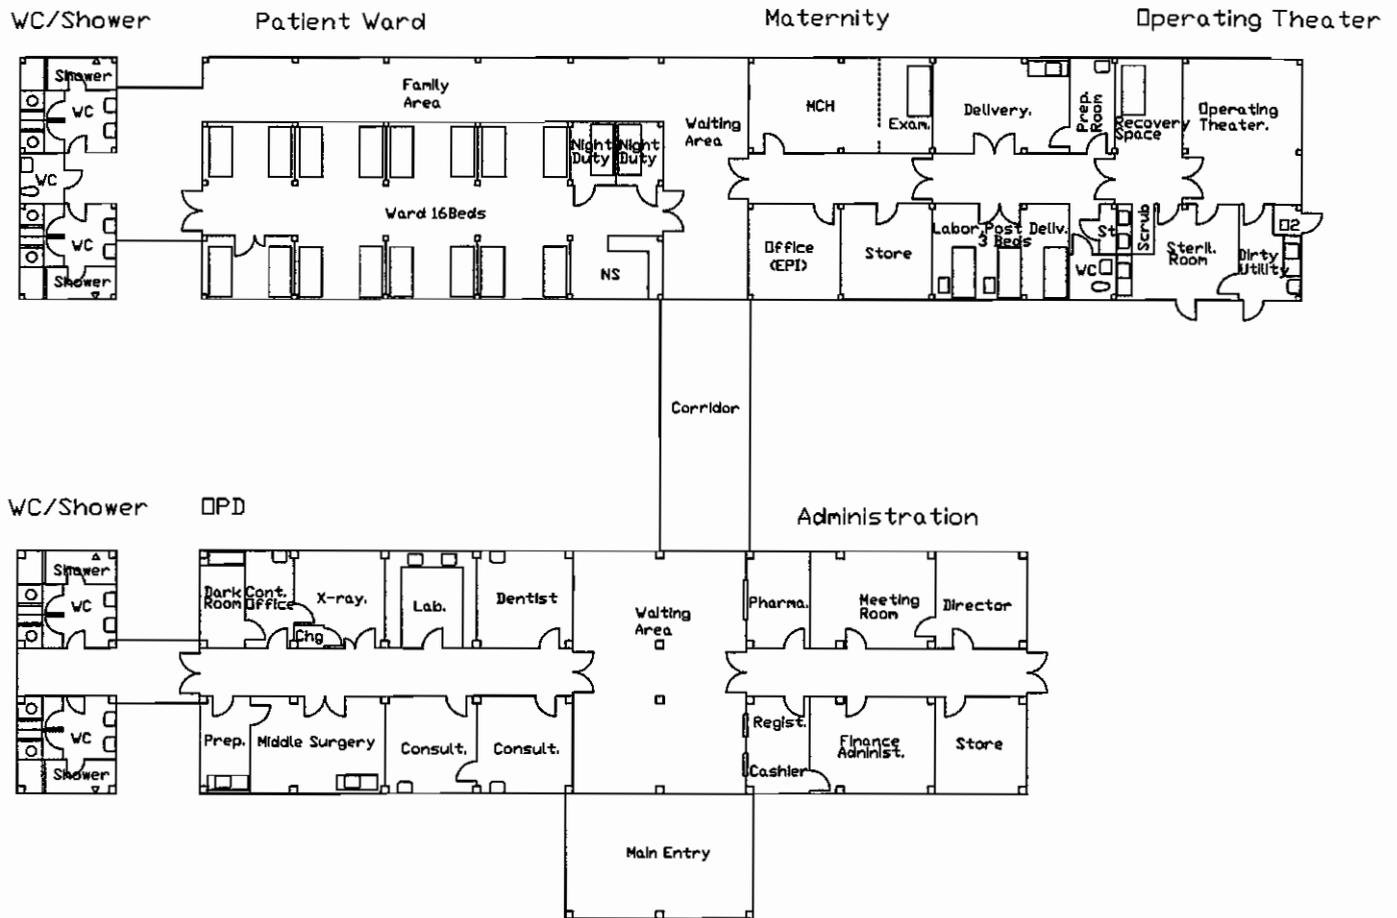 WC/Shower
Patient Ward
Maternity
Operating Theater
Shower
WC
WC
WC
Shower
Family
Area
Night
Duty
Night
Duty
Ward 16Beds
NS
Waiting
Area
MCH
Exam.
Delivery.
Prep.
Room
Recovery
Space
Operating
Theater.
Office
(EPI)
Store
Labor,Post Deliv.
3 Beds
St
WC
Scrub
Steril.
Room
Dirty
Utility
O2
Corridor
WC/Shower
OPD
Administration
Shower
WC
WC
Shower
Dark
Room
Cont.
Office
X-ray.
Chg
Lab.
Dentist
Waiting
Area
Pharma.
Meeting
Room
Director
Prep.
Middle Surgery
Consult.
Consult.
Regist.
Cashier
Finance
Administ.
Store
Main Entry